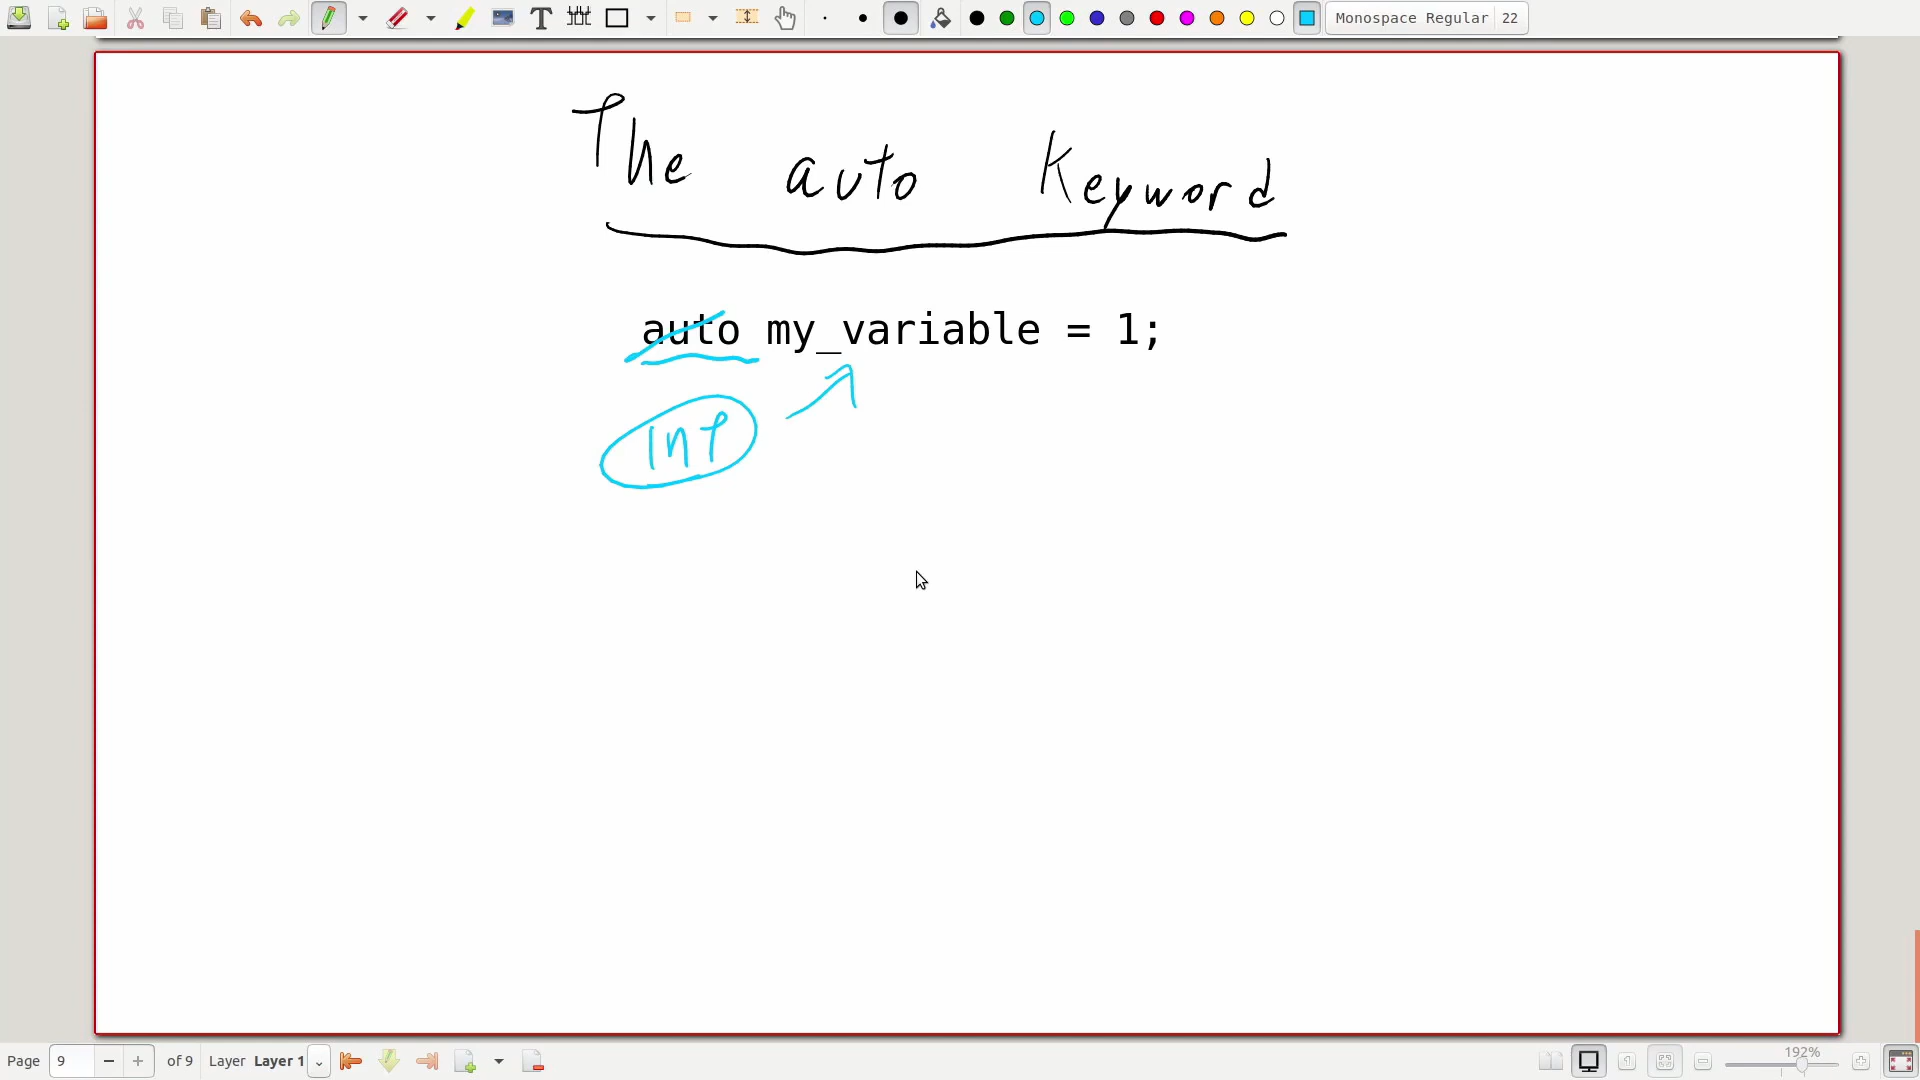 Monospace Regular 22
The auto Keyword
auto my_variable = 1;
int
Page 9 of 9 Layer Layer 1 192%